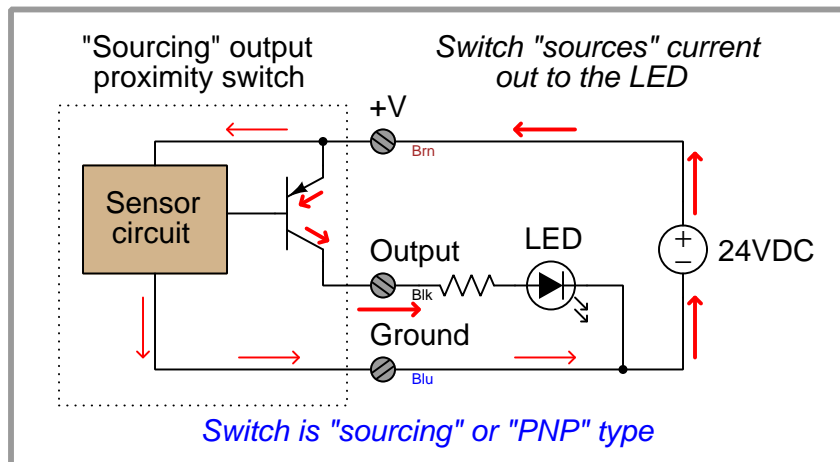 "Sourcing" output
proximity switch
Switch "sources" current
out to the LED
+V
Brn
Sensor
circuit
Output
LED
+
−
24VDC
Blk
Ground
Blu
Switch is "sourcing" or "PNP" type